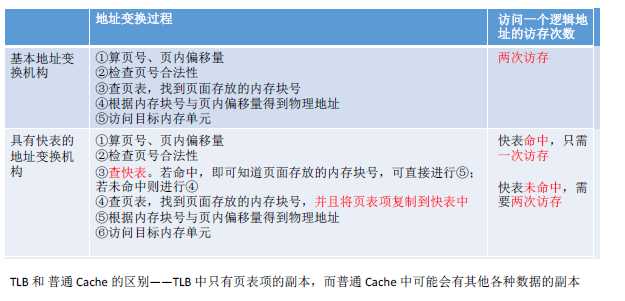 地址变换过程
访问一个逻辑地
址的访存次数
基本地址变
换机构
①算页号、页内偏移量
②检查页号合法性
③查页表，找到页面存放的内存块号
④根据内存块号与页内偏移量得到物理地址
⑤访问目标内存单元
两次访存
具有快表的
地址变换机
构
①算页号、页内偏移量
②检查页号合法性
③查快表。若命中，即可知道页面存放的内存块号，可直接进行⑤；
若未命中则进行④
④查页表，找到页面存放的内存块号，并且将页表项复制到快表中
⑤根据内存块号与页内偏移量得到物理地址
⑥访问目标内存单元
快表命中，只需
一次访存
快表未命中，需
要两次访存
TLB 和 普通 Cache 的区别——TLB 中只有页表项的副本，而普通 Cache 中可能会有其他各种数据的副本